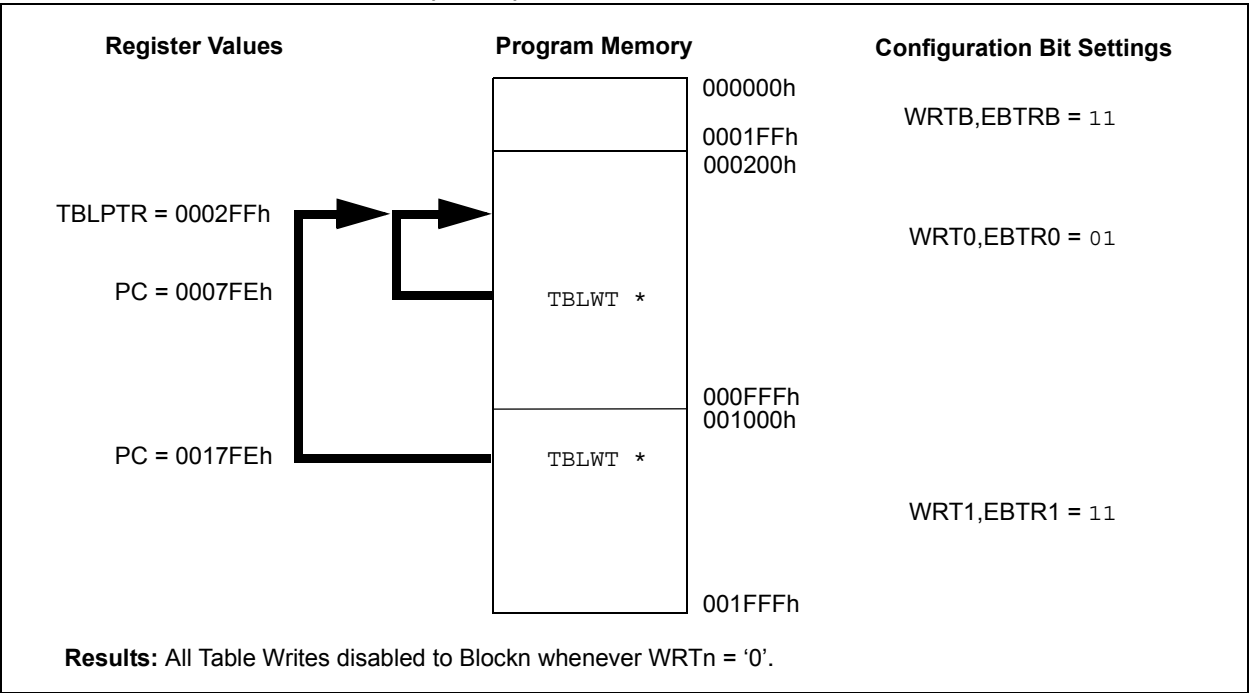 Register Values Program Memory Configuration Bit Settings
000000h
WRTB,EBTRB = 11
0001FFh
000200h
TBLPTR = 0002FFh
WRT0,EBTR0 = 01
PC = 0007FEh
TBLWT *
000FFFh
001000h
PC = 0017FEh
TBLWT *
WRT1,EBTR1 = 11
001FFFh
Results: All Table Writes disabled to Blockn whenever WRTn = ‘0’.